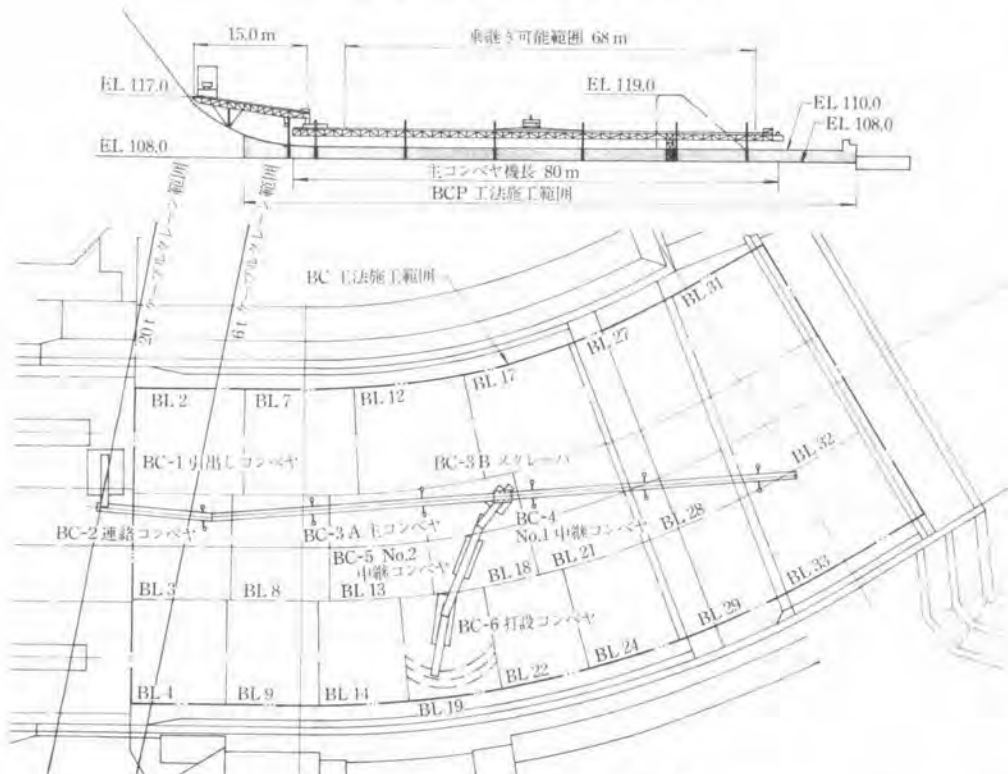 15.0 m
乗継ぎ可能範囲 68 m
EL 117.0
EL 119.0
EL 110.0
EL 108.0
EL 108.0
主コンベヤ機長 80 m
BCP 工法施工範囲
20 t ケーブルクレーン範囲
6 t ケーブルクレーン範囲
BC 工法施工範囲
BL 31
BL 27
BL 17
BL 2
BL 7
BL 12
BL 32
BC-1 引出しコンベヤ
BC-3 B スクレーパ
BC-2 連絡コンベヤ
BC-3 A 主コンベヤ
BC-4
No.1 中継コンベヤ
BL 28
BC-5 No.2
中継コンベヤ
BL 18
BL 21
BL 3
BL 8
BL 13
BL 33
BC-6 打設コンベヤ
BL 29
BL 24
BL 22
BL 4
BL 9
BL 14
BL 19